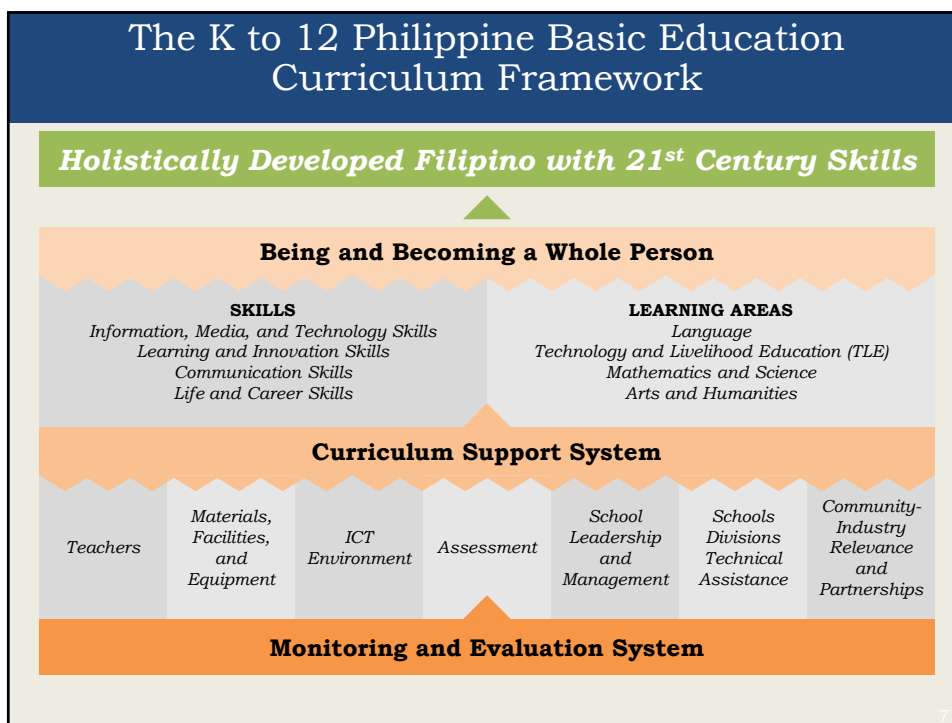 The K to 12 Philippine Basic Education
Curriculum Framework
Holistically Developed Filipino with 21st Century Skills
Being and Becoming a Whole Person
SKILLS
Information, Media, and Technology Skills
Learning and Innovation Skills
Communication Skills
Life and Career Skills
LEARNING AREAS
Language
Technology and Livelihood Education (TLE)
Mathematics and Science
Arts and Humanities
Curriculum Support System
Teachers
Materials,
Facilities,
and
Equipment
ICT
Environment
Assessment
School
Leadership
and
Management
Schools
Divisions
Technical
Assistance
Community-
Industry
Relevance
and
Partnerships
Monitoring and Evaluation System
7